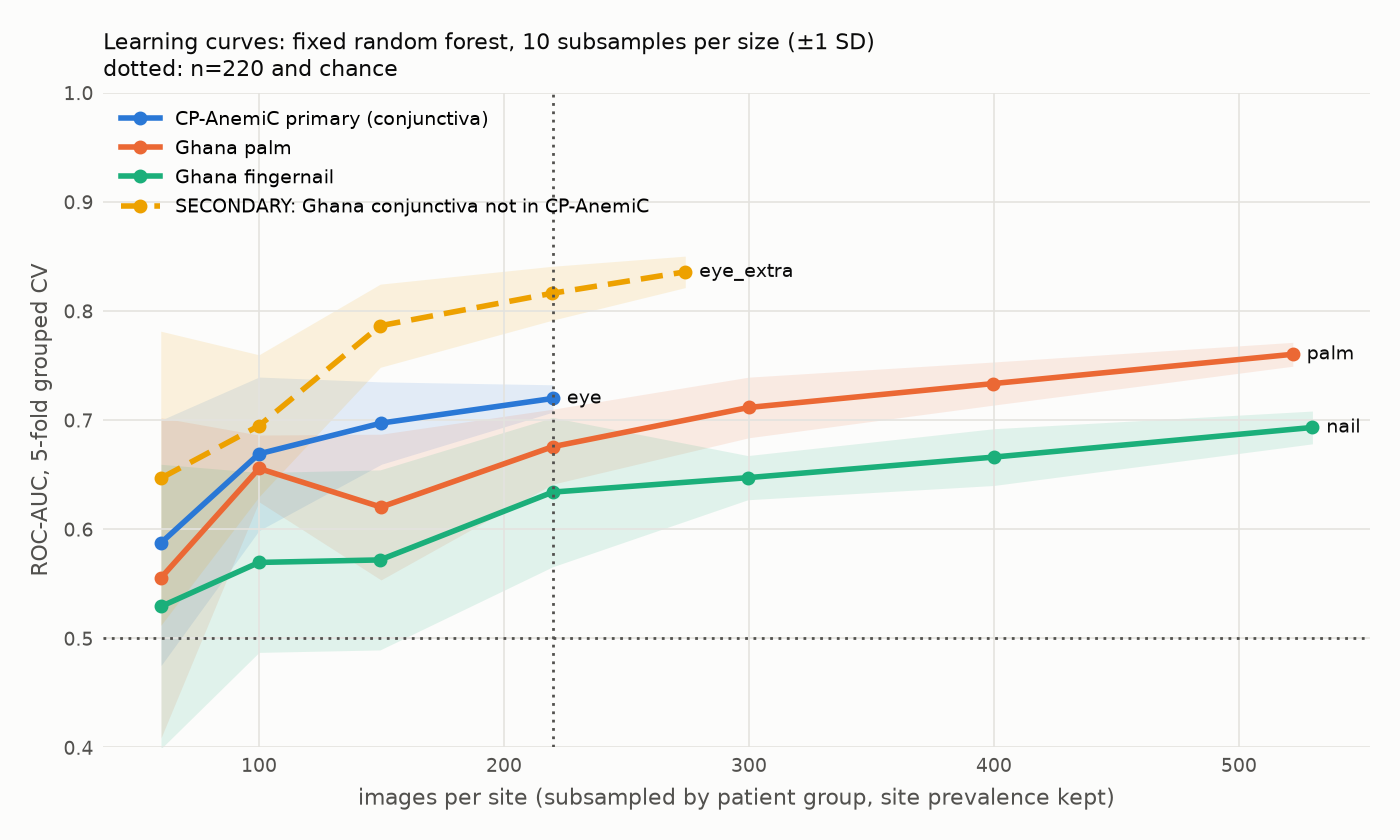 Learning curves: fixed random forest, 10 subsamples per size (±1 SD)
dotted: n=220 and chance
1.0
0.9
0.8
0.7
0.6
0.5
0.4
ROC-AUC, 5-fold grouped CV
CP-AnemiC primary (conjunctiva)
Ghana palm
Ghana fingernail
SECONDARY: Ghana conjunctiva not in CP-AnemiC
eye_extra
palm
eye
nail
100
200
300
400
500
images per site (subsampled by patient group, site prevalence kept)